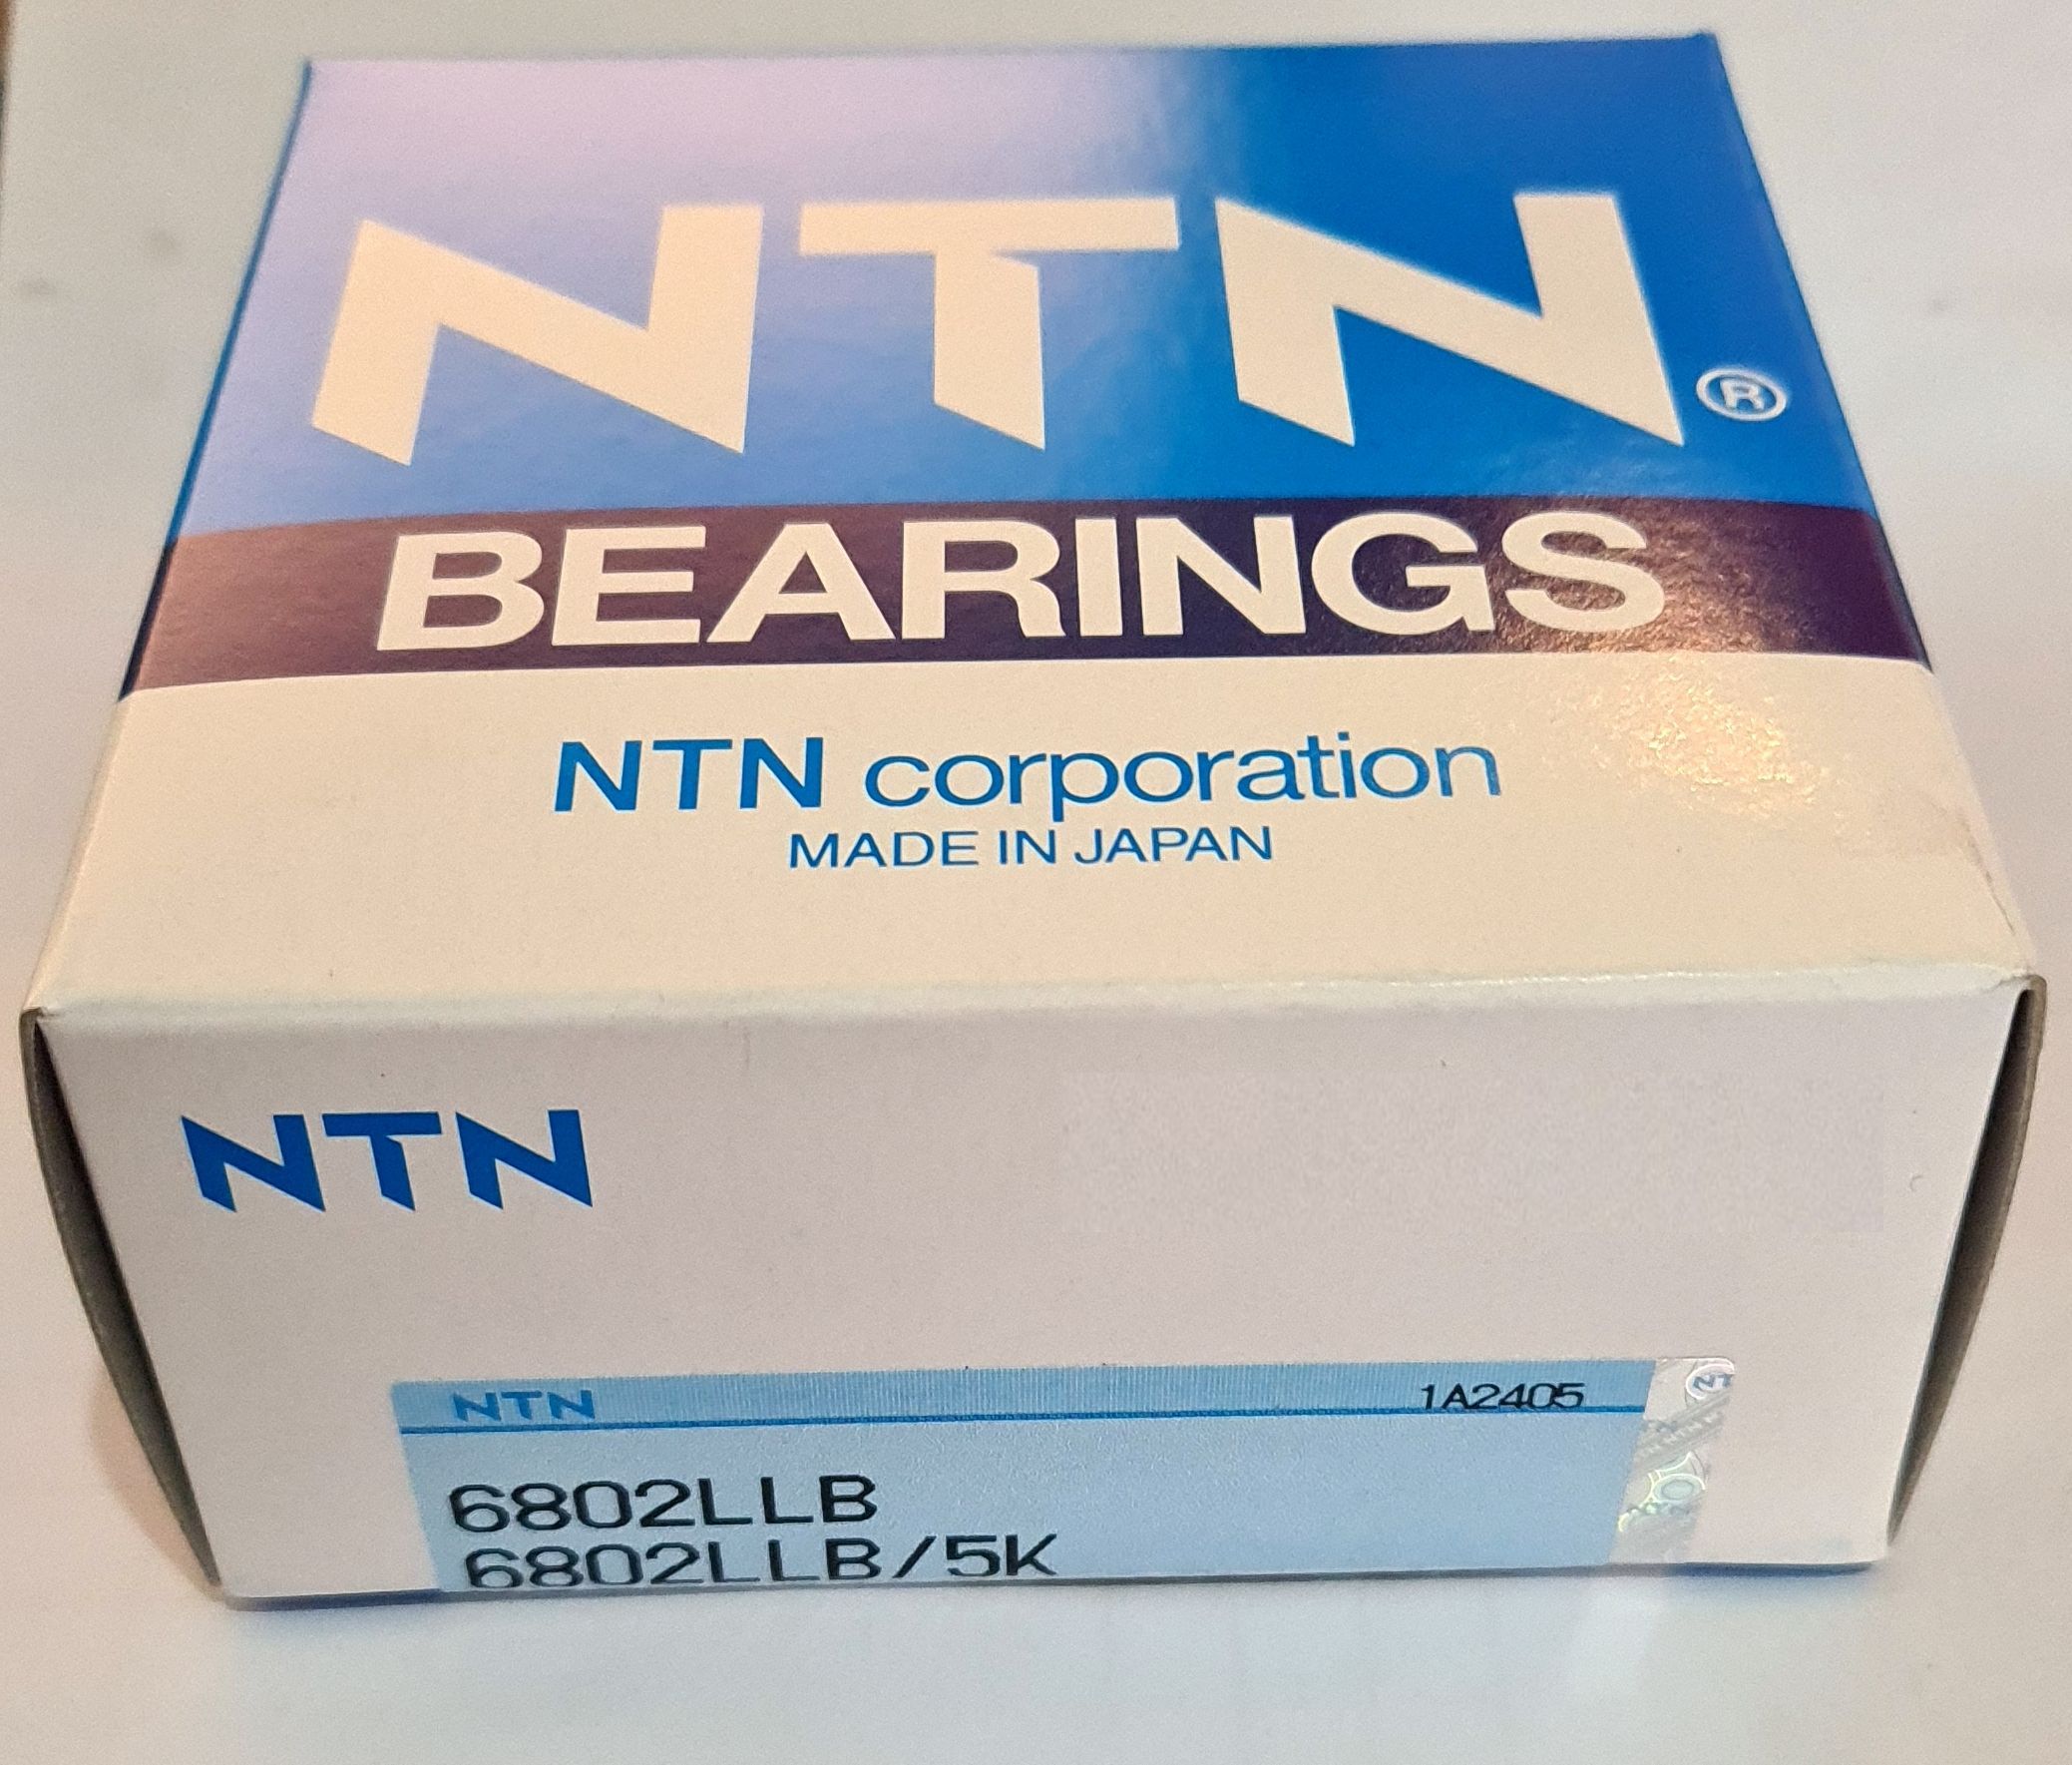 NTN®
BEARINGS
NTN corporation
MADE IN JAPAN
NTN
NTN 1A2405
6802LLB
6802LLB/5K